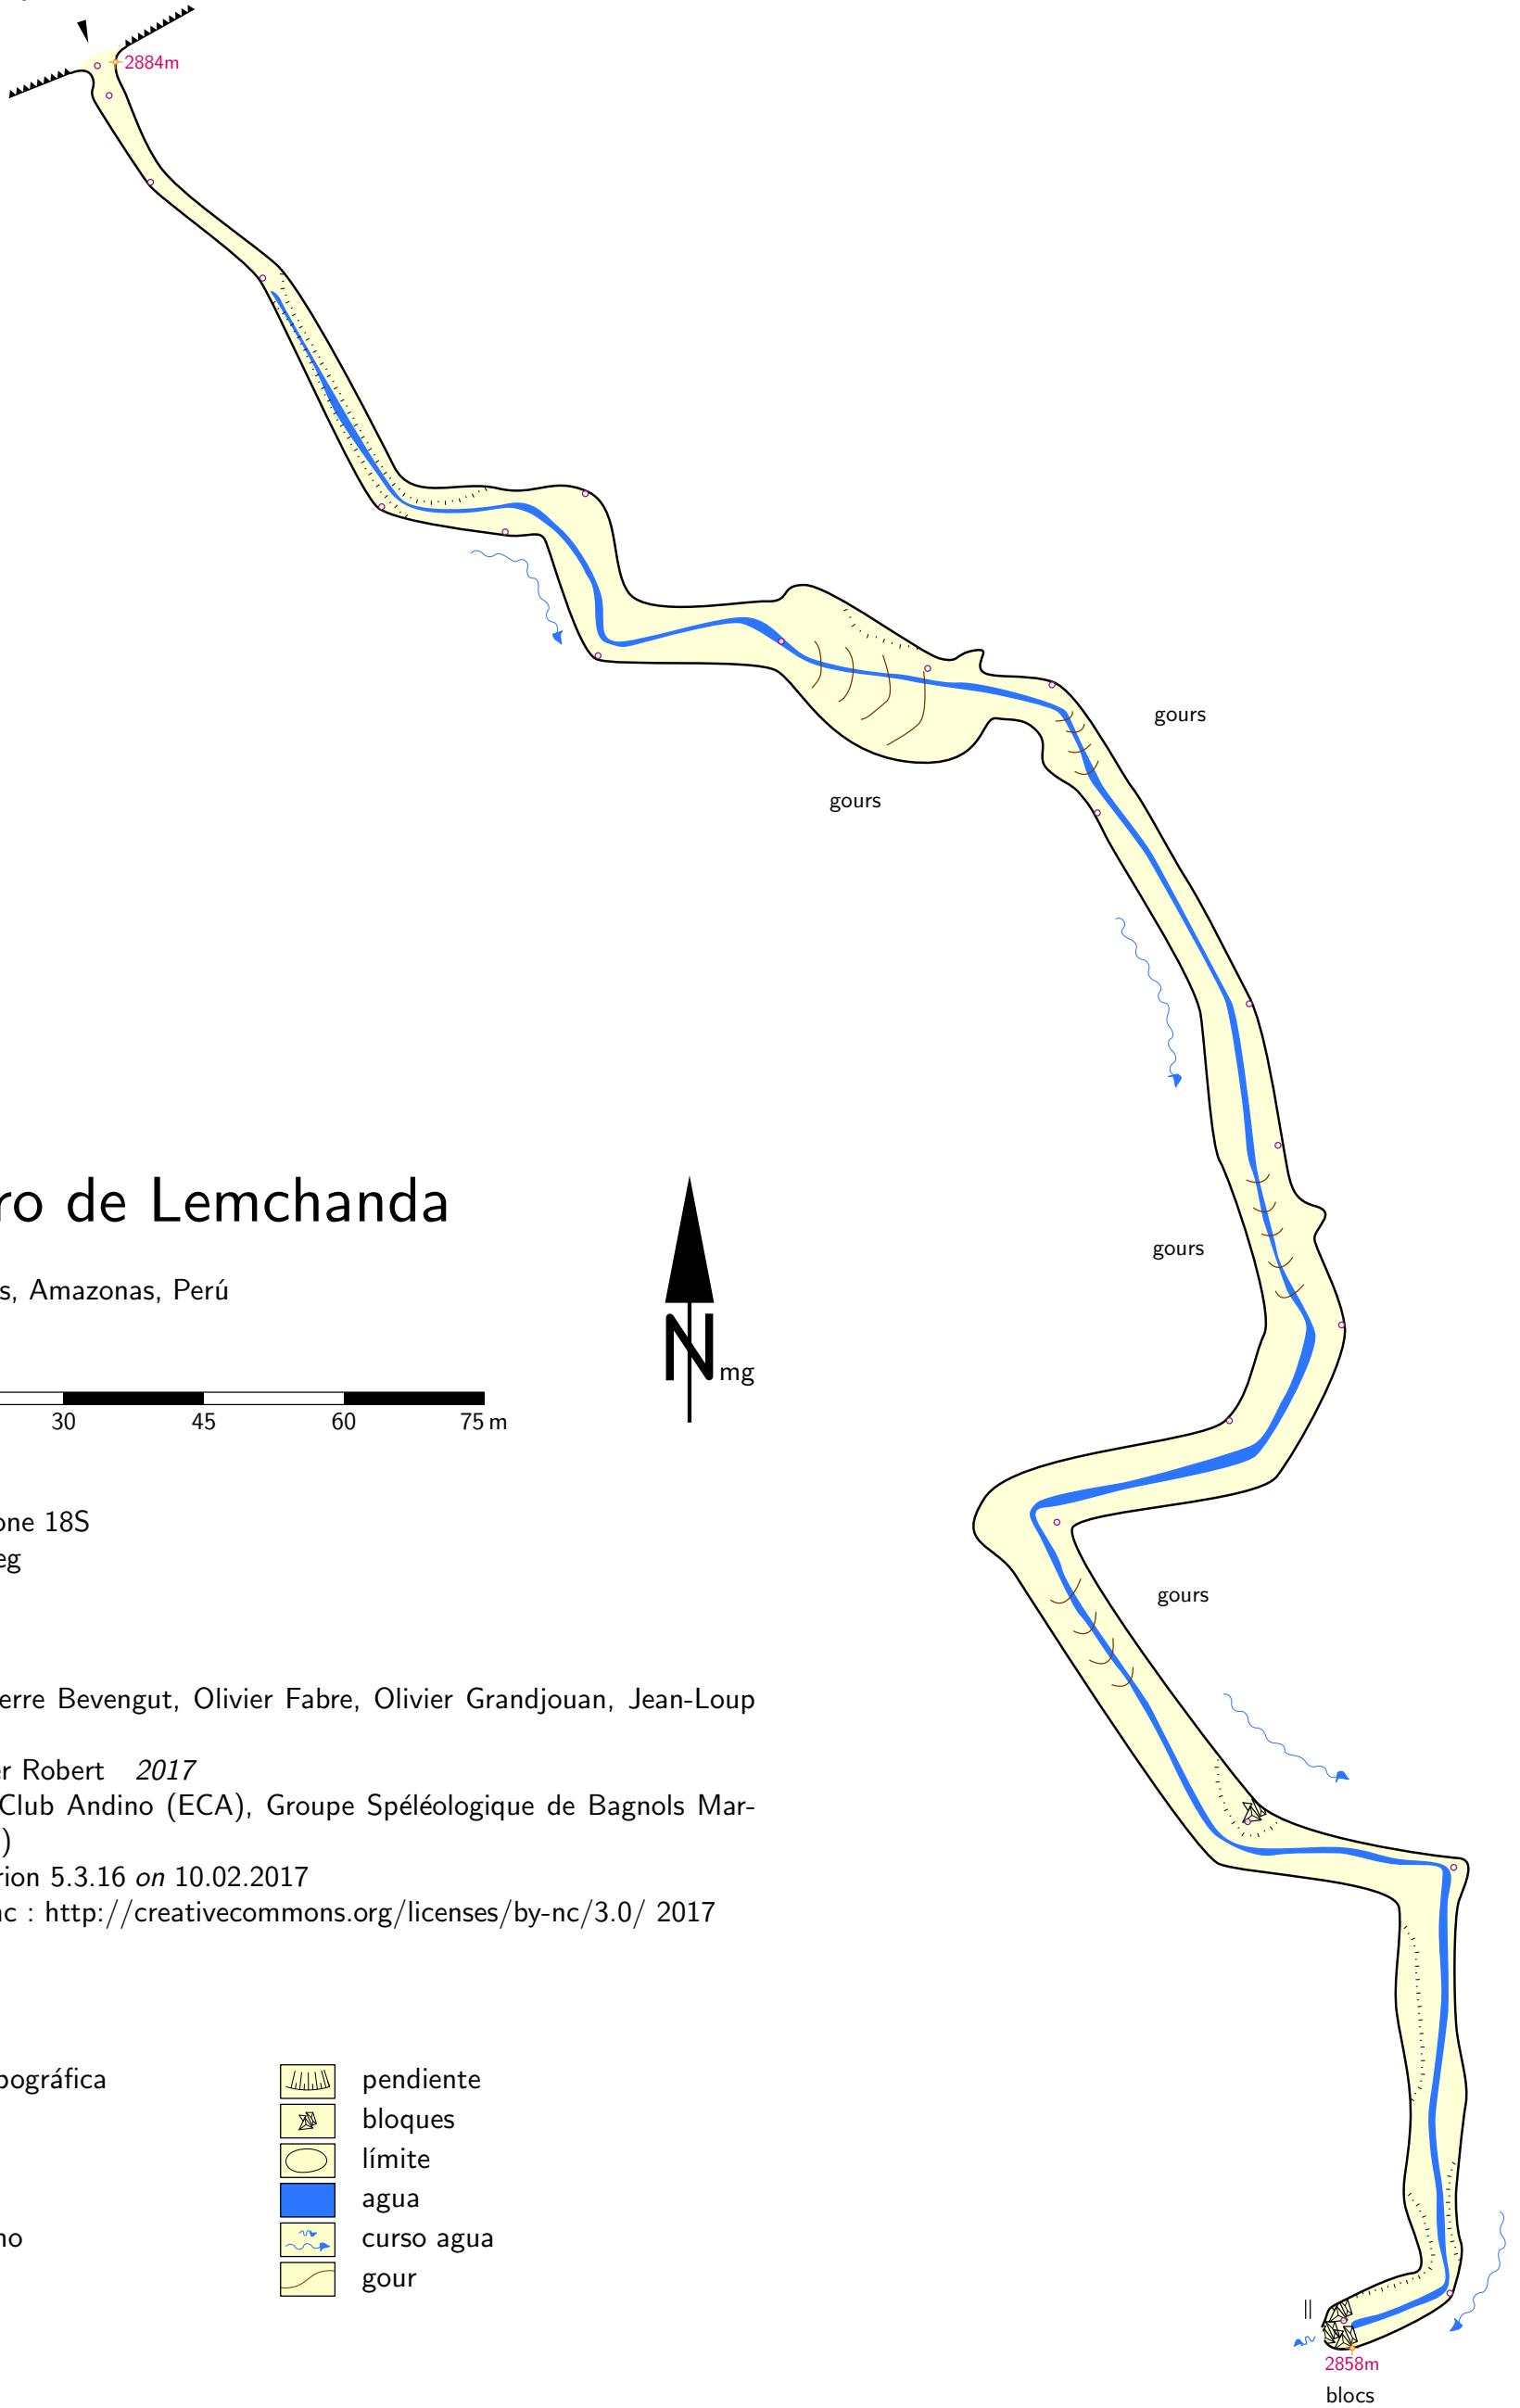 2884m
gours
gours
ro de Lemchanda
gours
s, Amazonas, Perú
N mg
30 45 60 75 m
one 18S
eg
gours
erre Bevengut, Olivier Fabre, Olivier Grandjouan, Jean-Loup
er Robert 2017
Club Andino (ECA), Groupe Spéléologique de Bagnols Mar-
)
rion 5.3.16 on 10.02.2017
nc : http://creativecommons.org/licenses/by-nc/3.0/ 2017
pográfica
pendiente
bloques
límite
agua
no
curso agua
gour
2858m
blocs